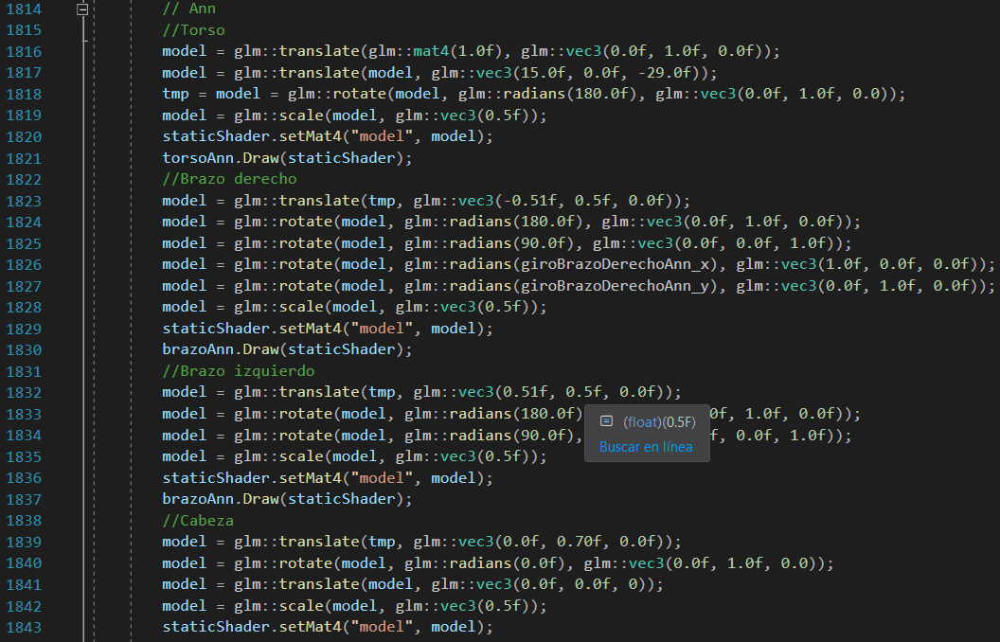 1814 // Ann
1815 //Torso
1816 model = glm::translate(glm::mat4(1.0f), glm::vec3(0.0f, 1.0f, 0.0f));
1817 model = glm::translate(model, glm::vec3(15.0f, 0.0f, -29.0f));
1818 tmp = model = glm::rotate(model, glm::radians(180.0f), glm::vec3(0.0f, 1.0f, 0.0));
1819 model = glm::scale(model, glm::vec3(0.5f));
1820 staticShader.setMat4("model", model);
1821 torsoAnn.Draw(staticShader);
1822 //Brazo derecho
1823 model = glm::translate(tmp, glm::vec3(-0.51f, 0.5f, 0.0f));
1824 model = glm::rotate(model, glm::radians(180.0f), glm::vec3(0.0f, 1.0f, 0.0f));
1825 model = glm::rotate(model, glm::radians(90.0f), glm::vec3(0.0f, 0.0f, 1.0f));
1826 model = glm::rotate(model, glm::radians(giroBrazoDerechoAnn_x), glm::vec3(1.0f, 0.0f, 0.0f));
1827 model = glm::rotate(model, glm::radians(giroBrazoDerechoAnn_y), glm::vec3(0.0f, 1.0f, 0.0f));
1828 model = glm::scale(model, glm::vec3(0.5f));
1829 staticShader.setMat4("model", model);
1830 brazoAnn.Draw(staticShader);
1831 //Brazo izquierdo
1832 model = glm::translate(tmp, glm::vec3(0.51f, 0.5f, 0.0f));
1833 model = glm::rotate(model, glm::radians(180.0f) 0f, 1.0f, 0.0f));
(float)(0.5F)
1834 model = glm::rotate(model, glm::radians(90.0f), f, 0.0f, 1.0f));
Buscar en línea
1835 model = glm::scale(model, glm::vec3(0.5f));
1836 staticShader.setMat4("model", model);
1837 brazoAnn.Draw(staticShader);
1838 //Cabeza
1839 model = glm::translate(tmp, glm::vec3(0.0f, 0.70f, 0.0f));
1840 model = glm::rotate(model, glm::radians(0.0f), glm::vec3(0.0f, 1.0f, 0.0));
1841 model = glm::translate(model, glm::vec3(0.0f, 0.0f, 0));
1842 model = glm::scale(model, glm::vec3(0.5f));
1843 staticShader.setMat4("model", model);